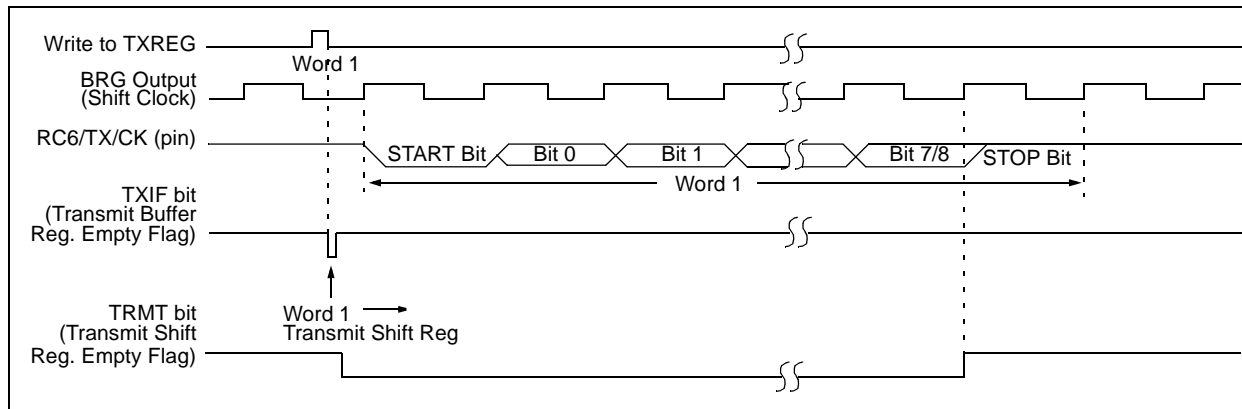 Write to TXREG
Word 1
BRG Output
(Shift Clock)
RC6/TX/CK (pin)
START Bit
Bit 0
Bit 1
Bit 7/8
STOP Bit
Word 1
TXIF bit
(Transmit Buffer
Reg. Empty Flag)
Word 1
Transmit Shift Reg
TRMT bit
(Transmit Shift
Reg. Empty Flag)